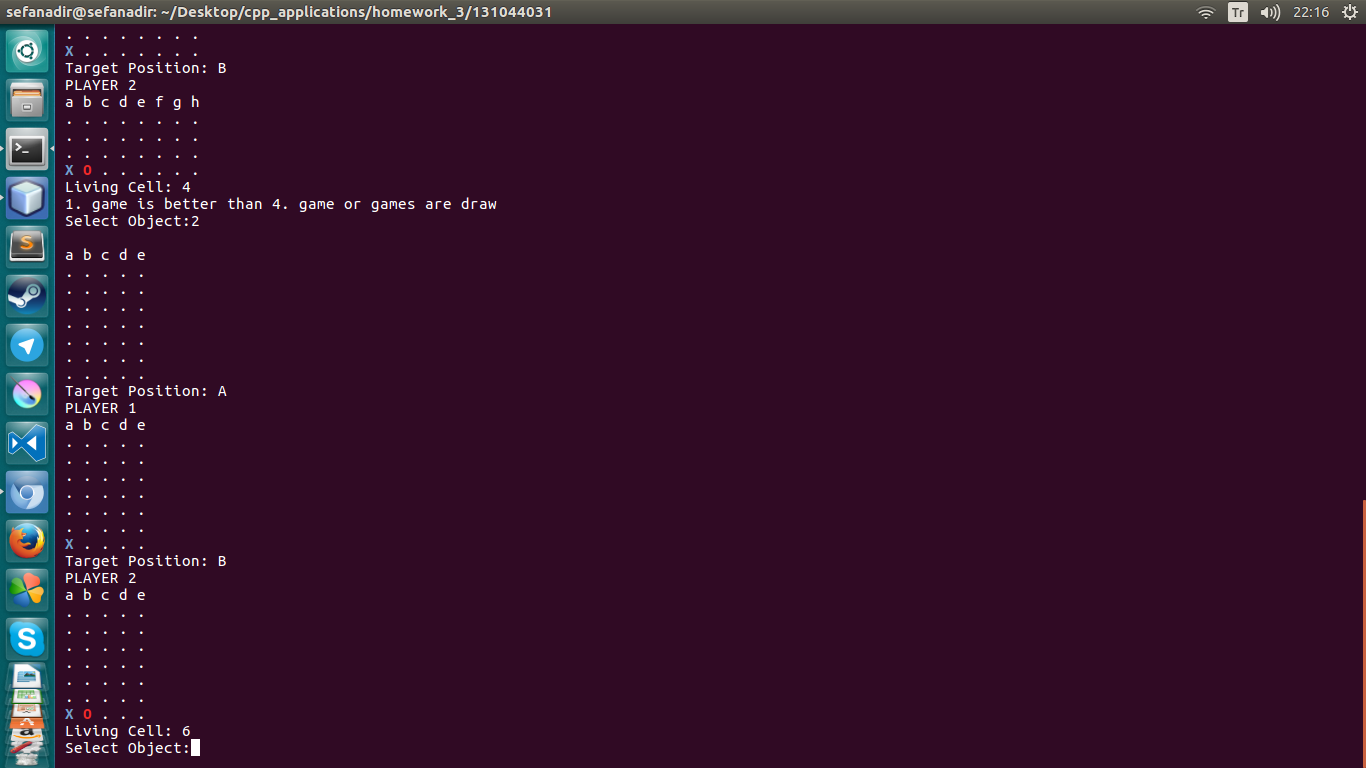 sefanadir@sefanadir: ~/Desktop/cpp_applications/homework_3/131044031
Tr
22:16
. . . . . . . .
X . . . . . . .
Target Position: B
PLAYER 2
a b c d e f g h
. . . . . . . .
. . . . . . . .
. . . . . . . .
X O . . . . . .
Living Cell: 4
1. game is better than 4. game or games are draw
Select Object:2
a b c d e
. . . . .
. . . . .
. . . . .
. . . . .
. . . . .
. . . . .
. . . . .
Target Position: A
PLAYER 1
a b c d e
. . . . .
. . . . .
. . . . .
. . . . .
. . . . .
. . . . .
X . . . .
Target Position: B
PLAYER 2
a b c d e
. . . . .
. . . . .
. . . . .
. . . . .
. . . . .
. . . . .
X O . . .
Living Cell: 6
Select Object: